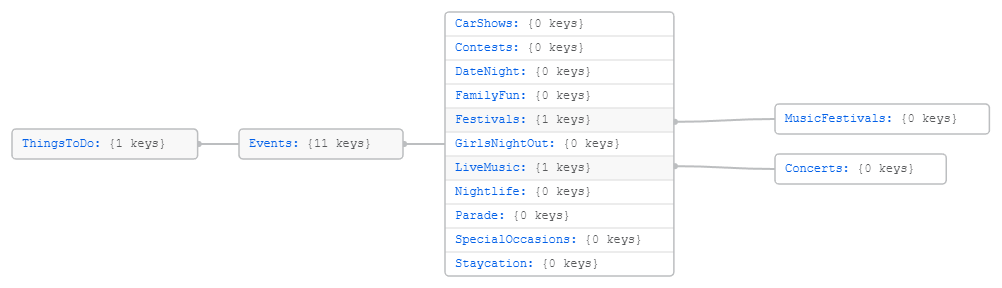 ThingsToDo: {1 keys}
Events: {11 keys}
CarShows: {0 keys}
Contests: {0 keys}
DateNight: {0 keys}
FamilyFun: {0 keys}
Festivals: {1 keys}
GirlsNightOut: {0 keys}
LiveMusic: {1 keys}
Nightlife: {0 keys}
Parade: {0 keys}
SpecialOccasions: {0 keys}
Staycation: {0 keys}
MusicFestivals: {0 keys}
Concerts: {0 keys}